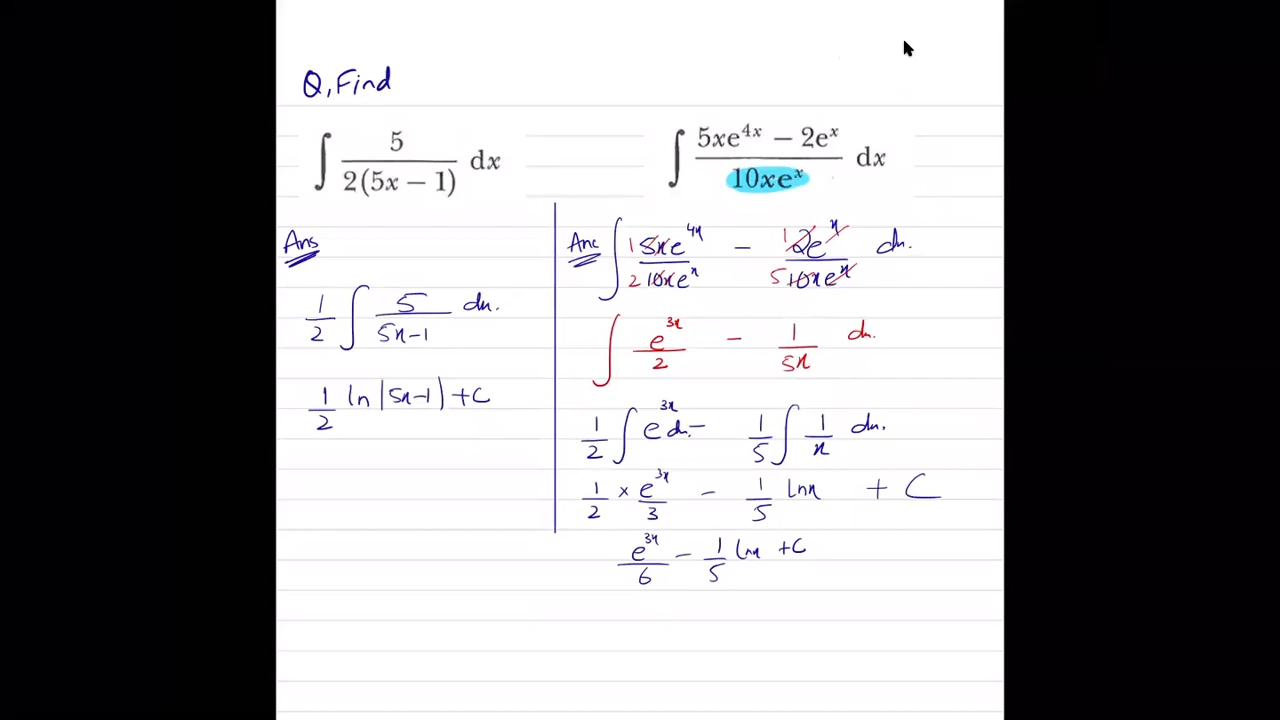 Q, Find
∫ 5/(2(5x − 1)) dx
∫ (5xe^{4x} − 2e^x)/(10xe^x) dx
Ans
1/2 ∫ 5/(5x-1) dx.
1/2 ln |5x-1| + C
Ans ∫ 1 5xe^{4x} / 2 10xe^x − 1 2e^x / 5 10xe^x dx.
∫ e^{3x}/2 − 1/5x dx.
1/2 ∫ e^{3x} dx. − 1/5 ∫ 1/x dx.
1/2 × e^{3x}/3 − 1/5 lnx + C
e^{3x}/6 − 1/5 lnx + C